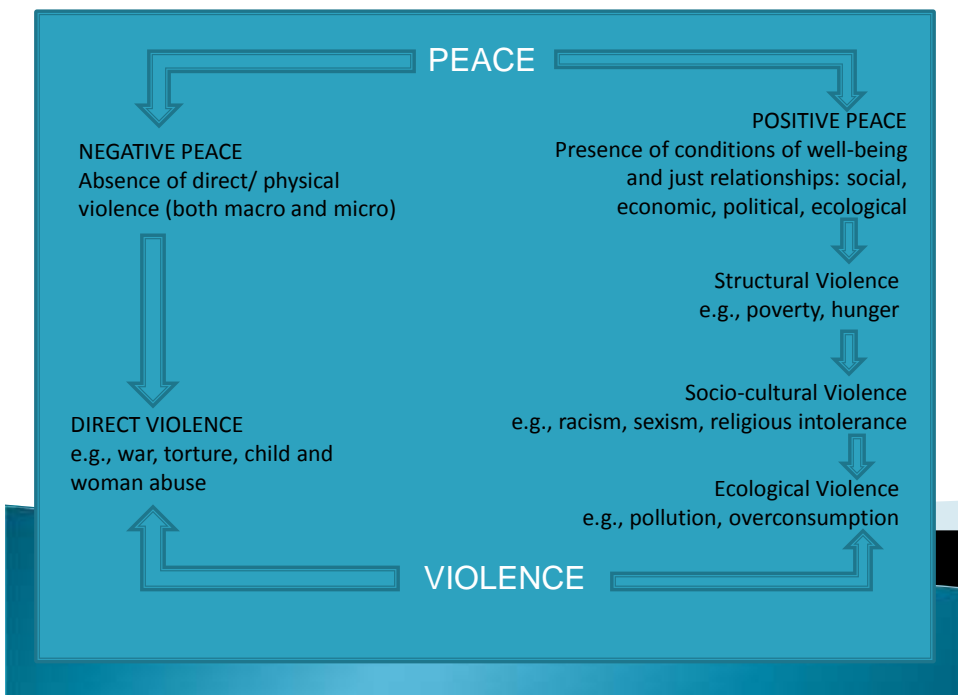 PEACE
NEGATIVE PEACE
Absence of direct/ physical
violence (both macro and micro)
POSITIVE PEACE
Presence of conditions of well-being
and just relationships: social,
economic, political, ecological
Structural Violence
e.g., poverty, hunger
Socio-cultural Violence
e.g., racism, sexism, religious intolerance
DIRECT VIOLENCE
e.g., war, torture, child and
woman abuse
Ecological Violence
e.g., pollution, overconsumption
VIOLENCE